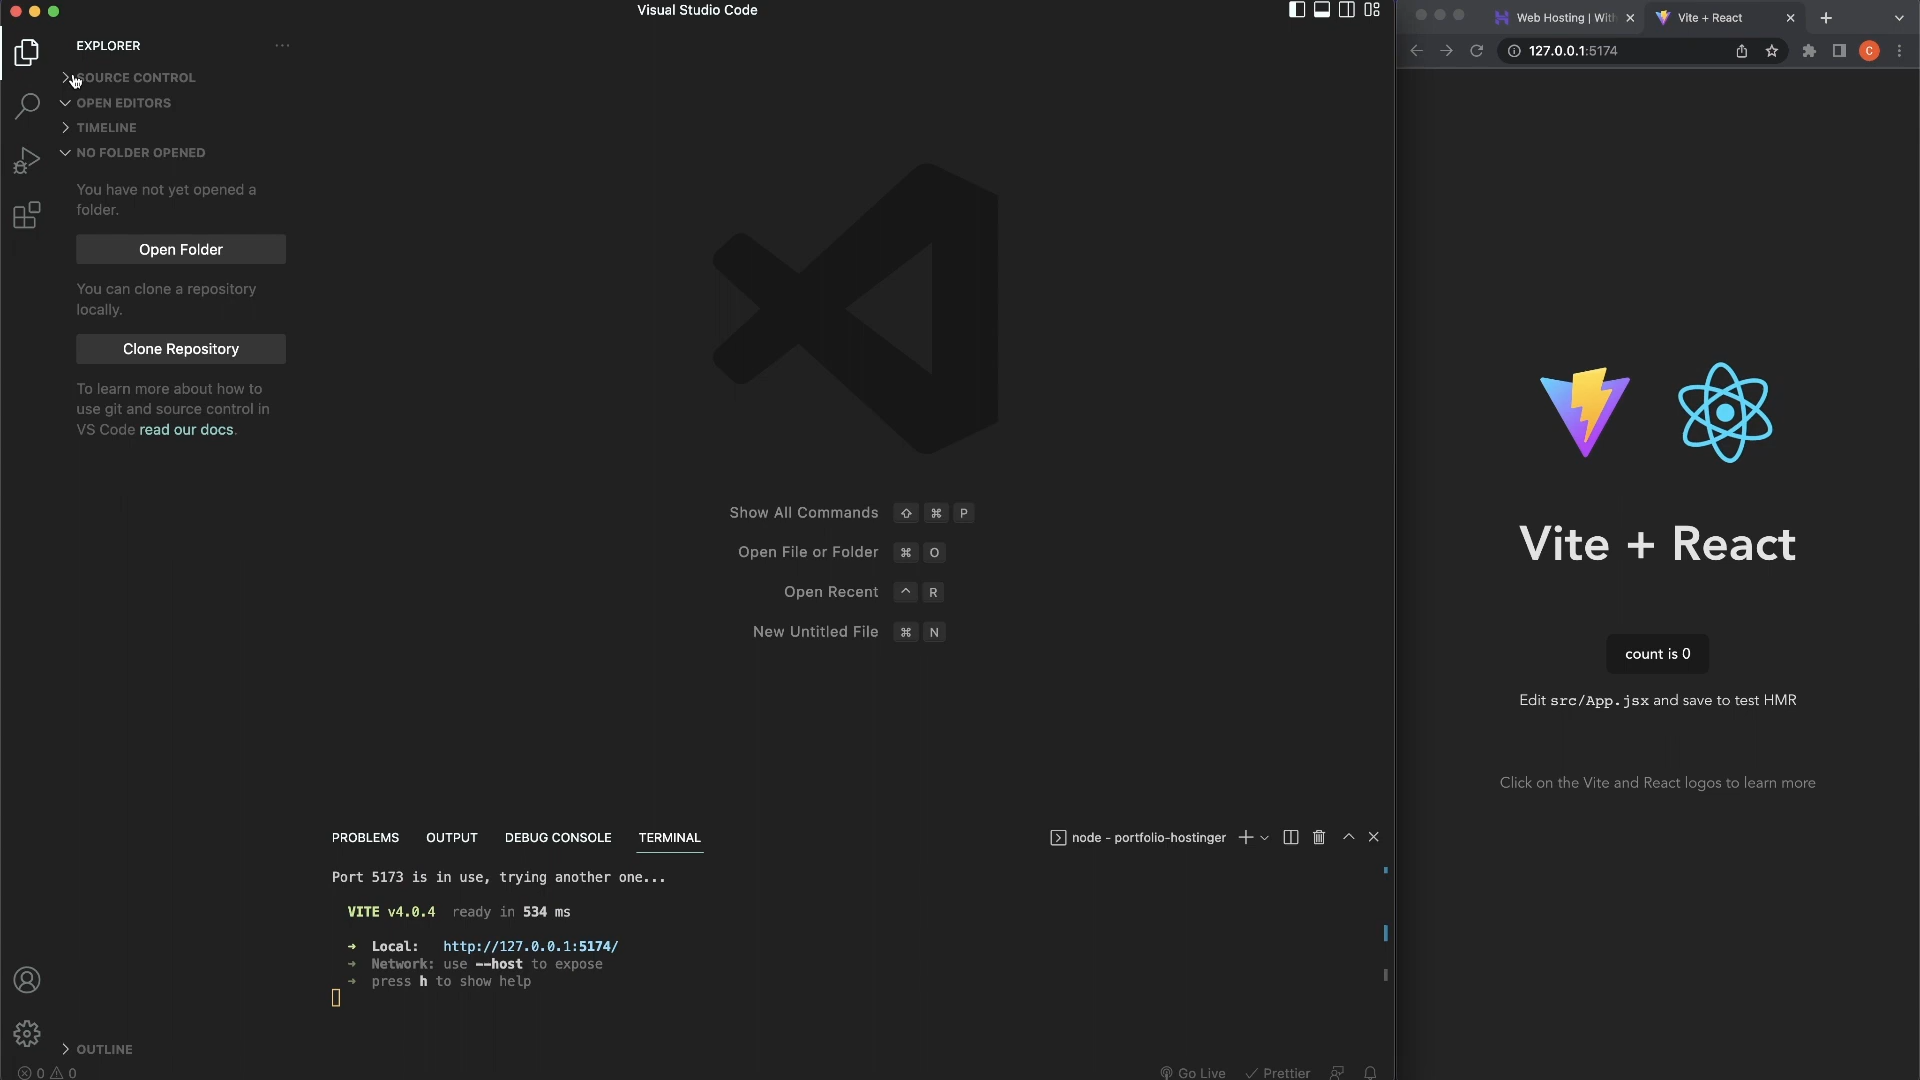 Visual Studio Code
EXPLORER
SOURCE CONTROL
OPEN EDITORS
TIMELINE
NO FOLDER OPENED
You have not yet opened a
folder.
Open Folder
You can clone a repository
locally.
Clone Repository
To learn more about how to
use git and source control in
VS Code read our docs.
OUTLINE
0 0
Show All Commands ⇧ ⌘ P
Open File or Folder ⌘ O
Open Recent ^ R
New Untitled File ⌘ N
PROBLEMS OUTPUT DEBUG CONSOLE TERMINAL
node - portfolio-hostinger
Port 5173 is in use, trying another one...
VITE v4.0.4 ready in 534 ms
➜ Local: http://127.0.0.1:5174/
➜ Network: use --host to expose
➜ press h to show help
Go Live Prettier
Web Hosting | With
Vite + React
127.0.0.1:5174
C
Vite + React
count is 0
Edit src/App.jsx and save to test HMR
Click on the Vite and React logos to learn more